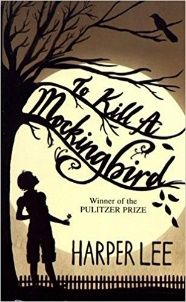 To Kill A
Mockingbird
Winner of the
PULITZER PRIZE
HARPER LEE